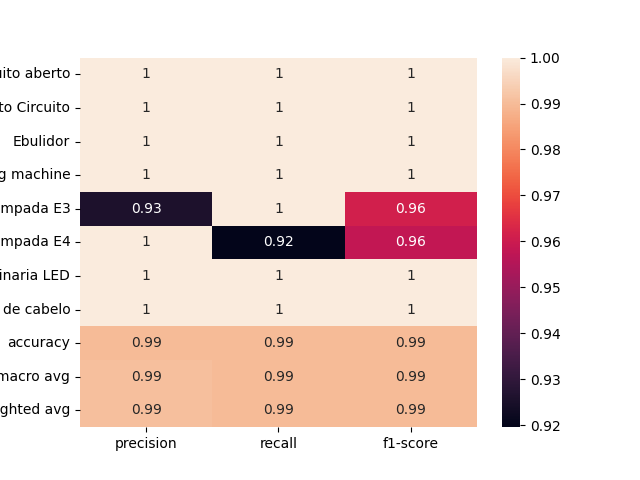 uito aberto 1 1 1
to Circuito 1 1 1
Ebulidor 1 1 1
g machine 1 1 1
mpada E3 0.93 1 0.96
mpada E4 1 0.92 0.96
inaria LED 1 1 1
de cabelo 1 1 1
accuracy 0.99 0.99 0.99
macro avg 0.99 0.99 0.99
ghted avg 0.99 0.99 0.99
precision recall f1-score
1.00
0.99
0.98
0.97
0.96
0.95
0.94
0.93
0.92